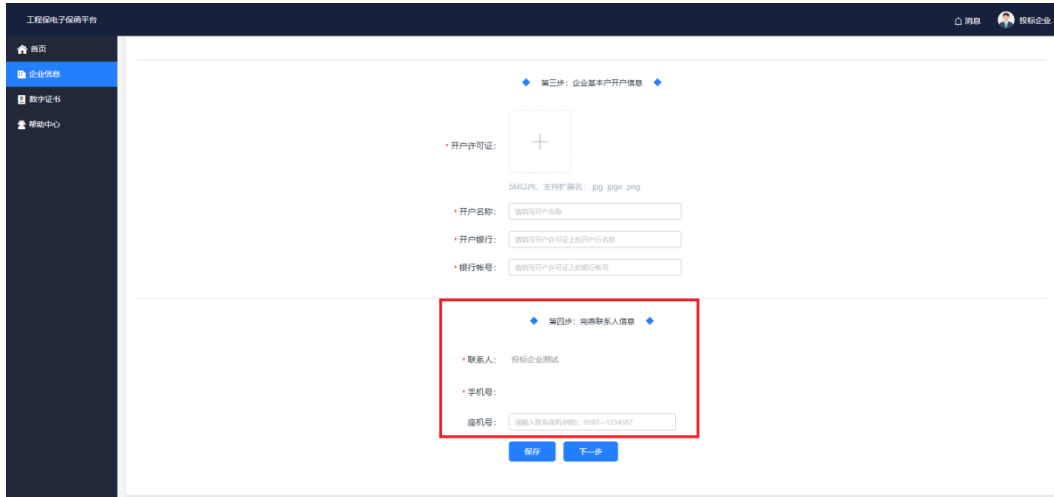 工程保电子保函平台
消息
投标企业
首页
企业信息
数字证书
帮助中心
第三步：企业基本户开户信息
* 开户许可证：
5M以内，支持扩展名：.jpg .jpge .png
* 开户名称： 请填写开户名称
* 开户银行： 请填写开户许可证上的开户行名称
* 银行帐号： 请填写开户许可证上的银行帐号
第四步：完善联系人信息
* 联系人： 投标企业测试
* 手机号：
座机号： 请输入联系座机例如：0592--1234567
保存 下一步